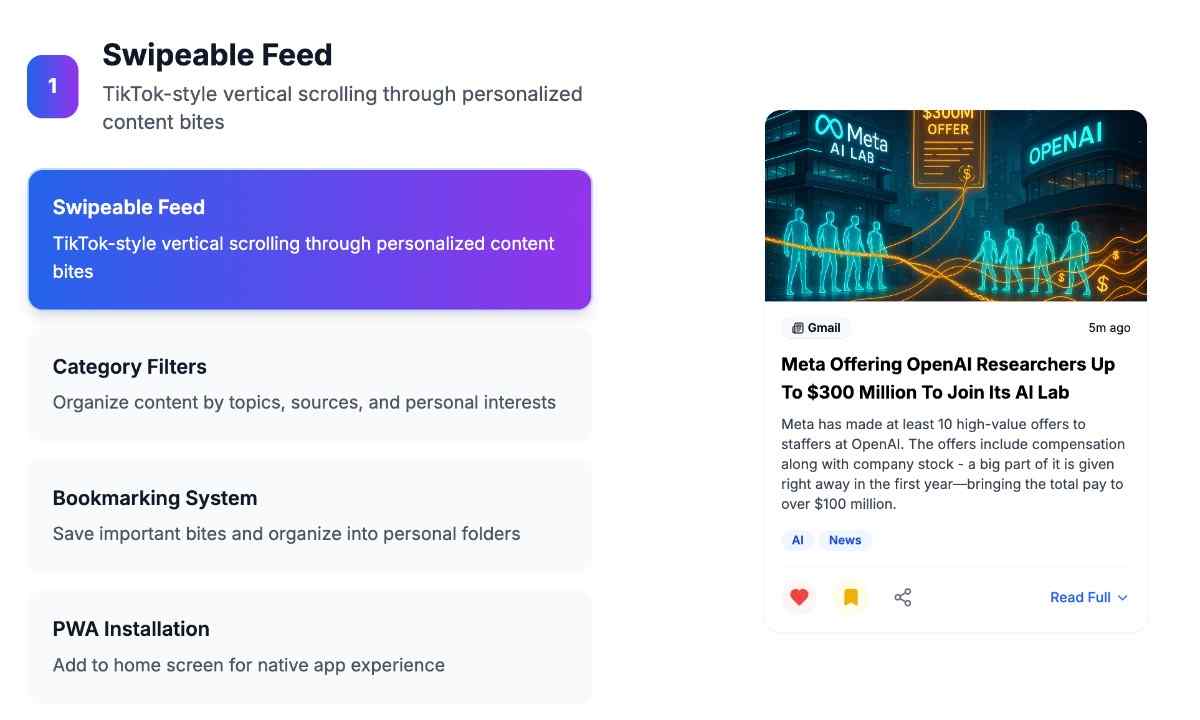 1
Swipeable Feed
TikTok-style vertical scrolling through personalized
content bites
Swipeable Feed
TikTok-style vertical scrolling through personalized content
bites
Category Filters
Organize content by topics, sources, and personal interests
Bookmarking System
Save important bites and organize into personal folders
PWA Installation
Add to home screen for native app experience
$300M
OFFER
Meta
AI LAB
OPENAI
$
$
$
$
Gmail
5m ago
Meta Offering OpenAI Researchers Up
To $300 Million To Join Its AI Lab
Meta has made at least 10 high-value offers to
staffers at OpenAI. The offers include compensation
along with company stock - a big part of it is given
right away in the first year—bringing the total pay to
over $100 million.
AI
News
Read Full